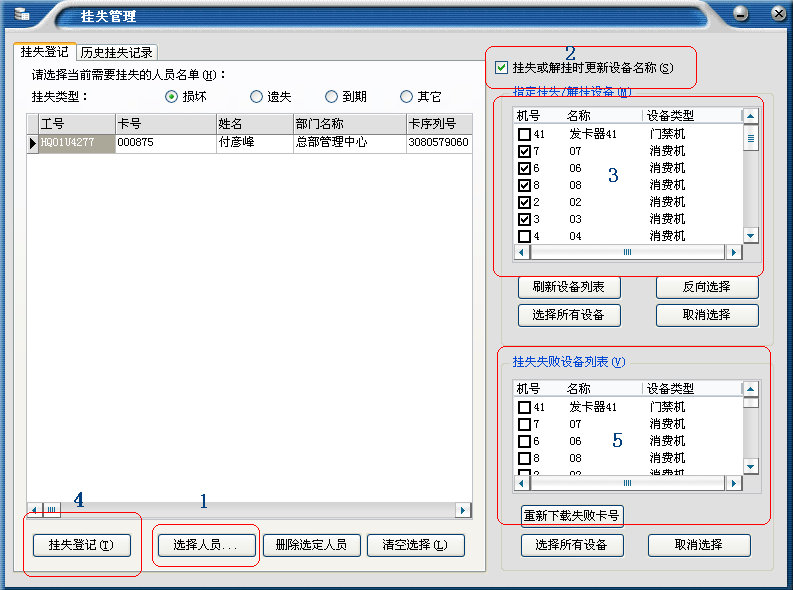 挂失管理
挂失登记 历史挂失记录
请选择当前需要挂失的人员名单(H)：
挂失类型： 损坏 遗失 到期 其它
工号 卡号 姓名 部门名称 卡序列号
HQ01U4277 000875 付彦峰 总部管理中心 3080579060
4
1
挂失登记(T) 选择人员... 删除选定人员 清空选择(L)
2
挂失或解挂时更新设备名称(S)
指定挂失/解挂设备(M)
机号 名称 设备类型
41 发卡器41 门禁机
7 07 消费机
6 06 消费机
8 08 消费机
2 02 消费机
3 03 消费机
4 04 消费机
3
刷新设备列表 反向选择
选择所有设备 取消选择
挂失失败设备列表(V)
机号 名称 设备类型
41 发卡器41 门禁机
7 07 消费机
6 06 消费机
8 08 消费机
2 02 消费机
5
重新下载失败卡号
选择所有设备 取消选择